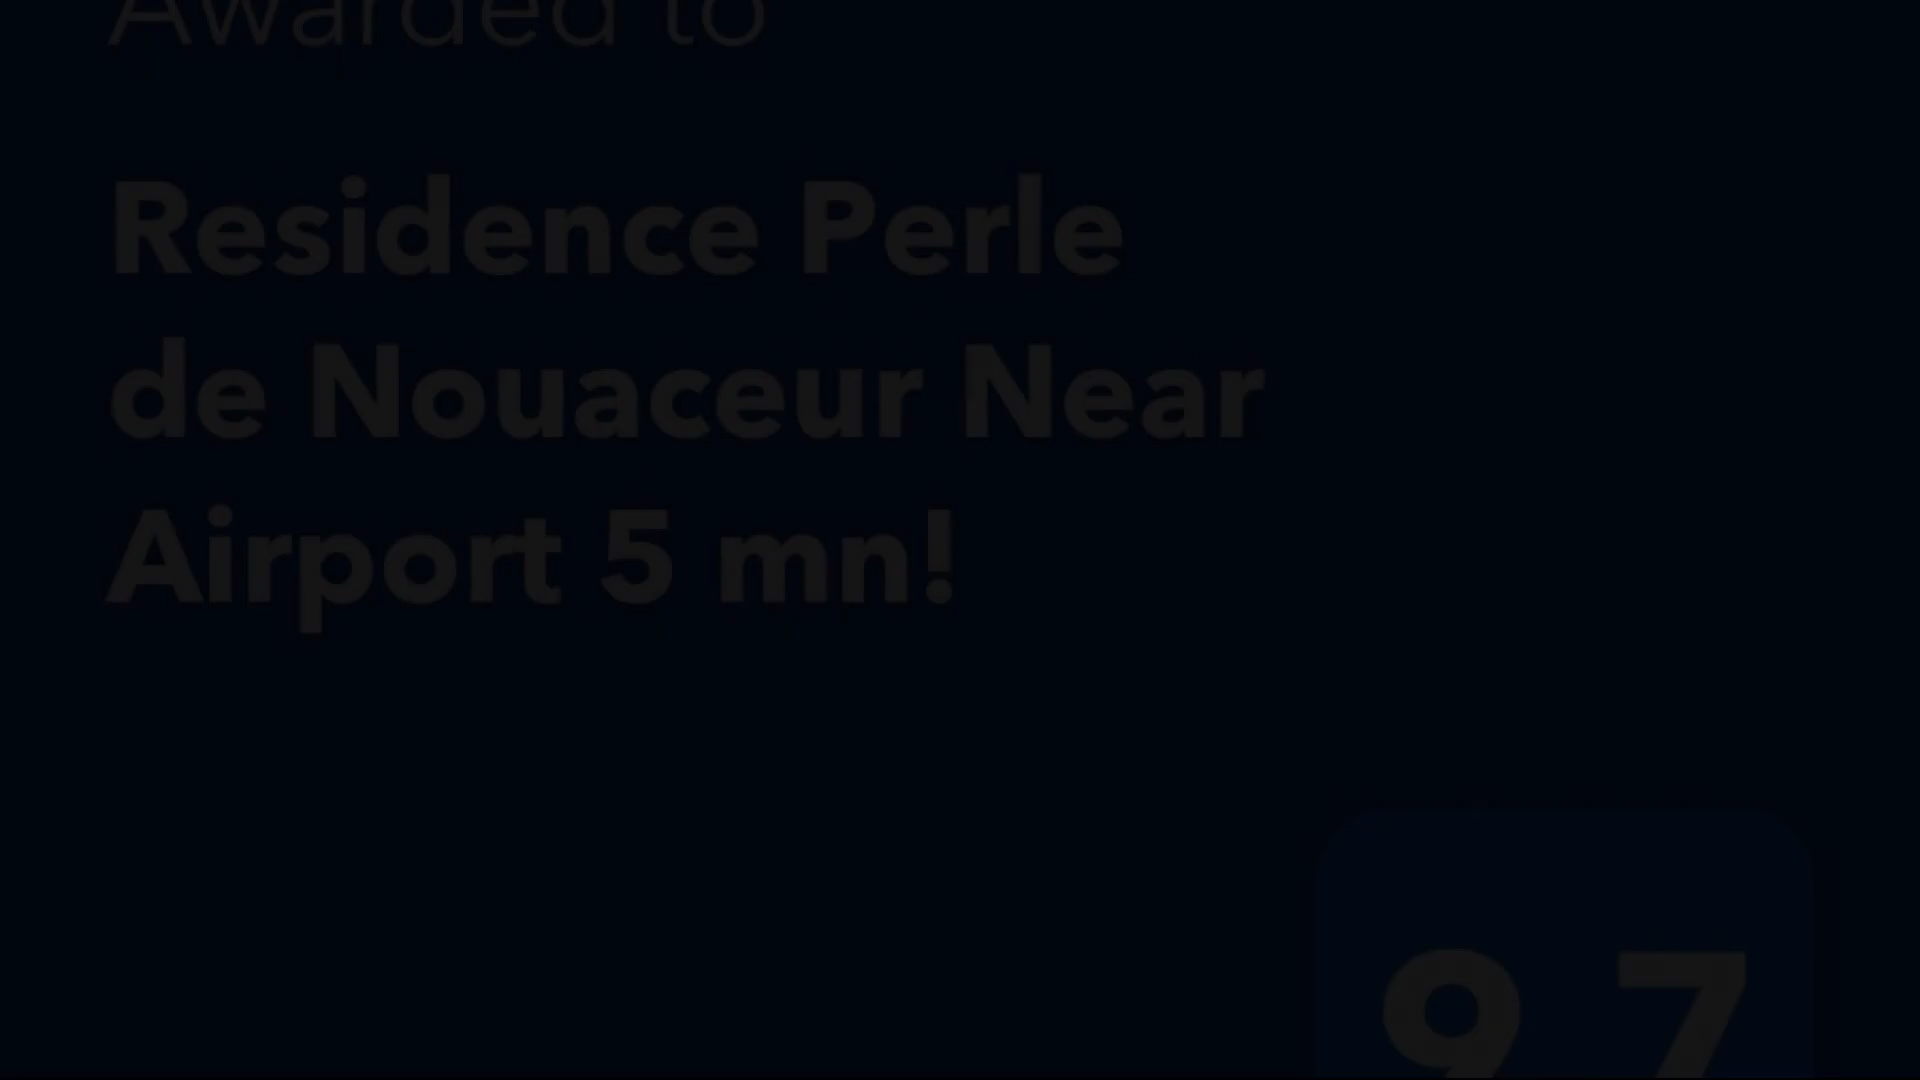 Awarded to
Residence Perle
de Nouaceur Near
Airport 5 mn!
9 7